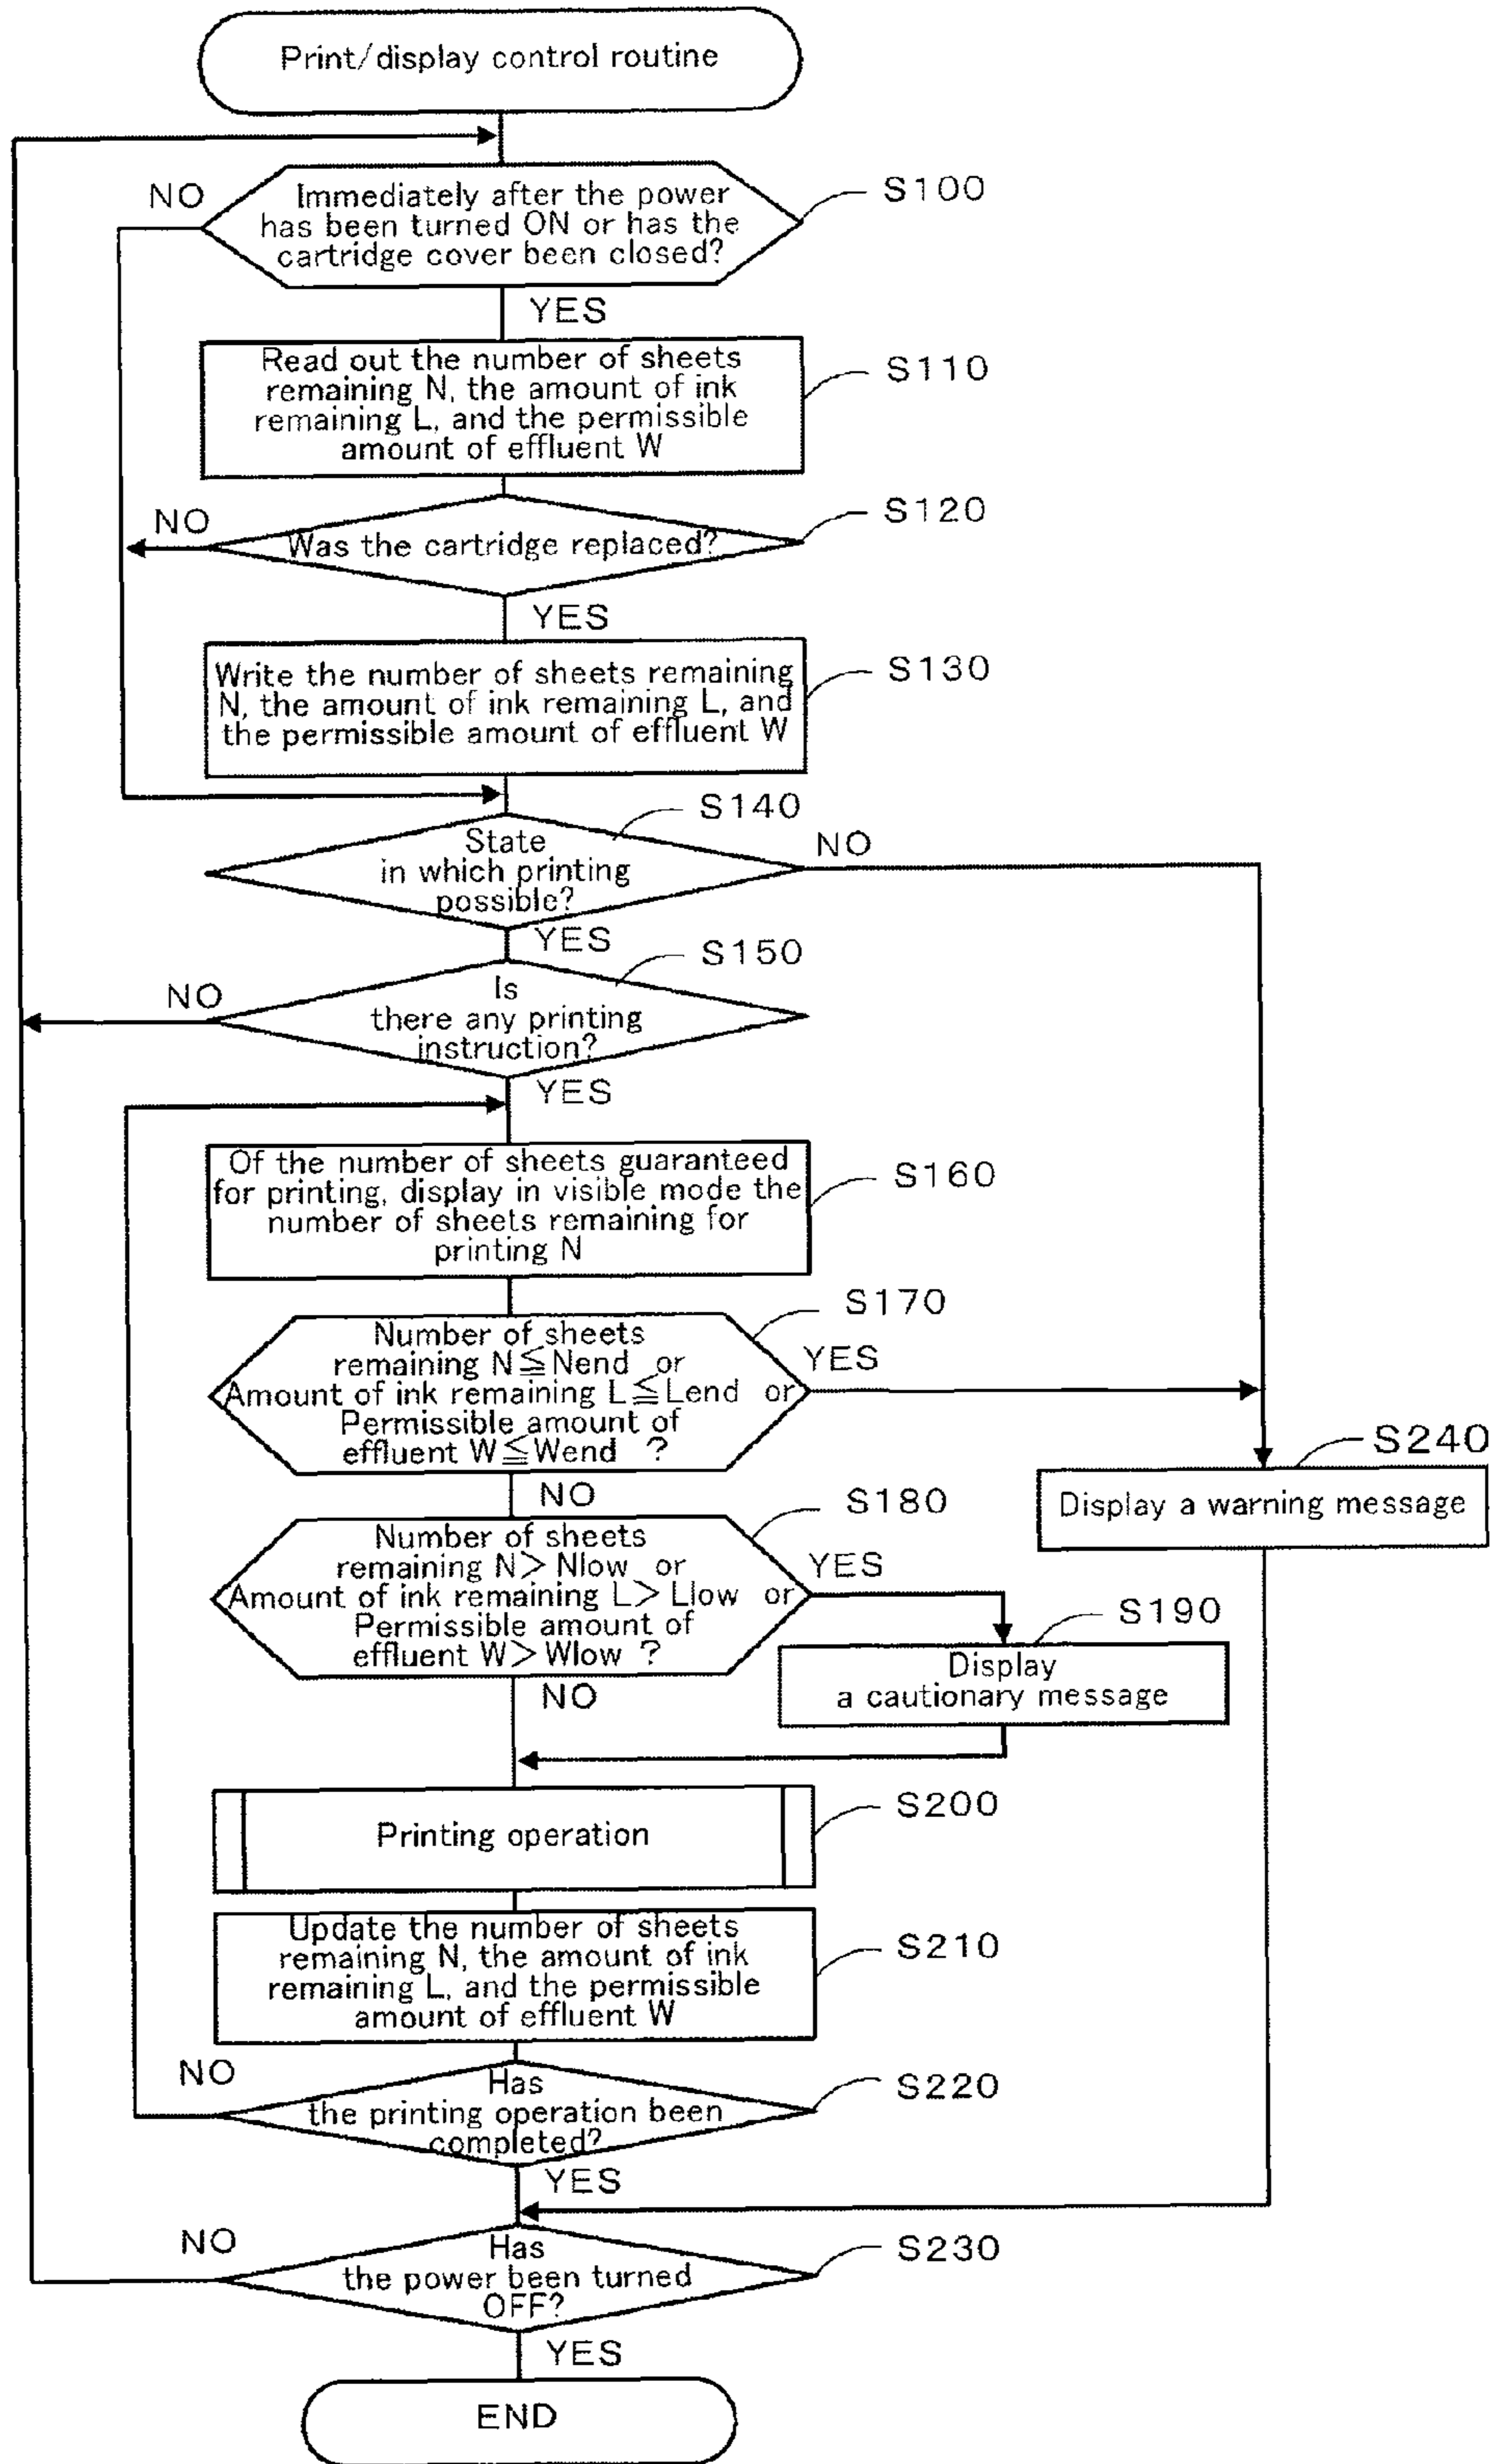 Print/display control routine
NO
Immediately after the power
has been turned ON or has the
cartridge cover been closed?
S100
YES
Read out the number of sheets
remaining N, the amount of ink
remaining L, and the permissible
amount of effluent W
S110
NO
Was the cartridge replaced?
S120
YES
Write the number of sheets remaining
N, the amount of ink remaining L, and
the permissible amount of effluent W
S130
S140
State
in which printing
possible?
NO
YES
S150
NO
Is
there any printing
instruction?
YES
Of the number of sheets guaranteed
for printing, display in visible mode the
number of sheets remaining for
printing N
S160
S170
Number of sheets
remaining N≦Nend or
Amount of ink remaining L≦Lend or
Permissible amount of
effluent W≦Wend ?
YES
S240
Display a warning message
NO
S180
Number of sheets
remaining N> Nlow or
Amount of ink remaining L> Llow or
Permissible amount of
effluent W> Wlow ?
YES
S190
Display
a cautionary message
NO
Printing operation
S200
Update the number of sheets
remaining N, the amount of ink
remaining L, and the permissible
amount of effluent W
S210
NO
Has
the printing operation been
completed?
S220
YES
NO
Has
the power been turned
OFF?
S230
YES
END